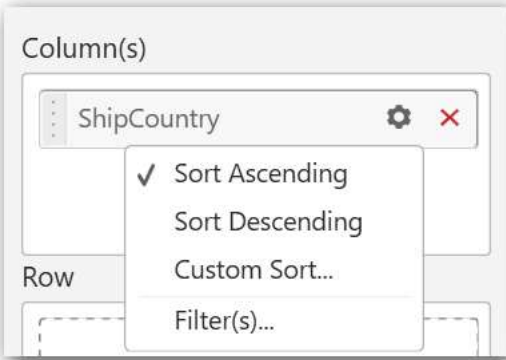 Column(s)
ShipCountry
Sort Ascending
Sort Descending
Custom Sort...
Row
Filter(s)...